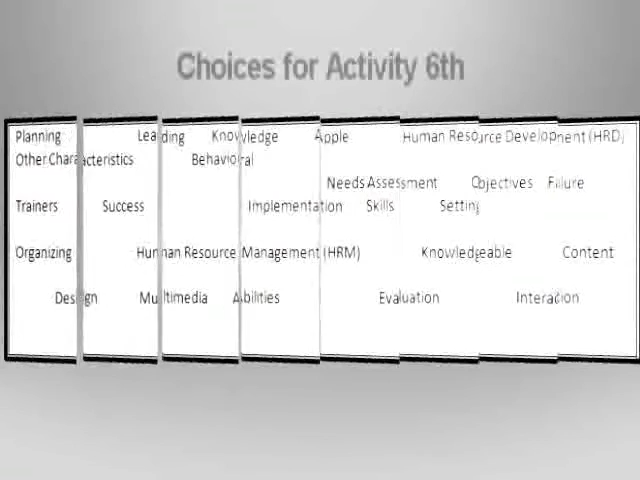 Choices for Activity 6th
Planning Leading Knowledge Apple Human Resource Development (HRD)
Other Characteristics Behavioral
Needs Assessment Objectives Failure
Trainers Success Implementation Skills Setting
Organizing Human Resource Management (HRM) Knowledgeable Content
Design Multimedia Abilities Evaluation Interaction